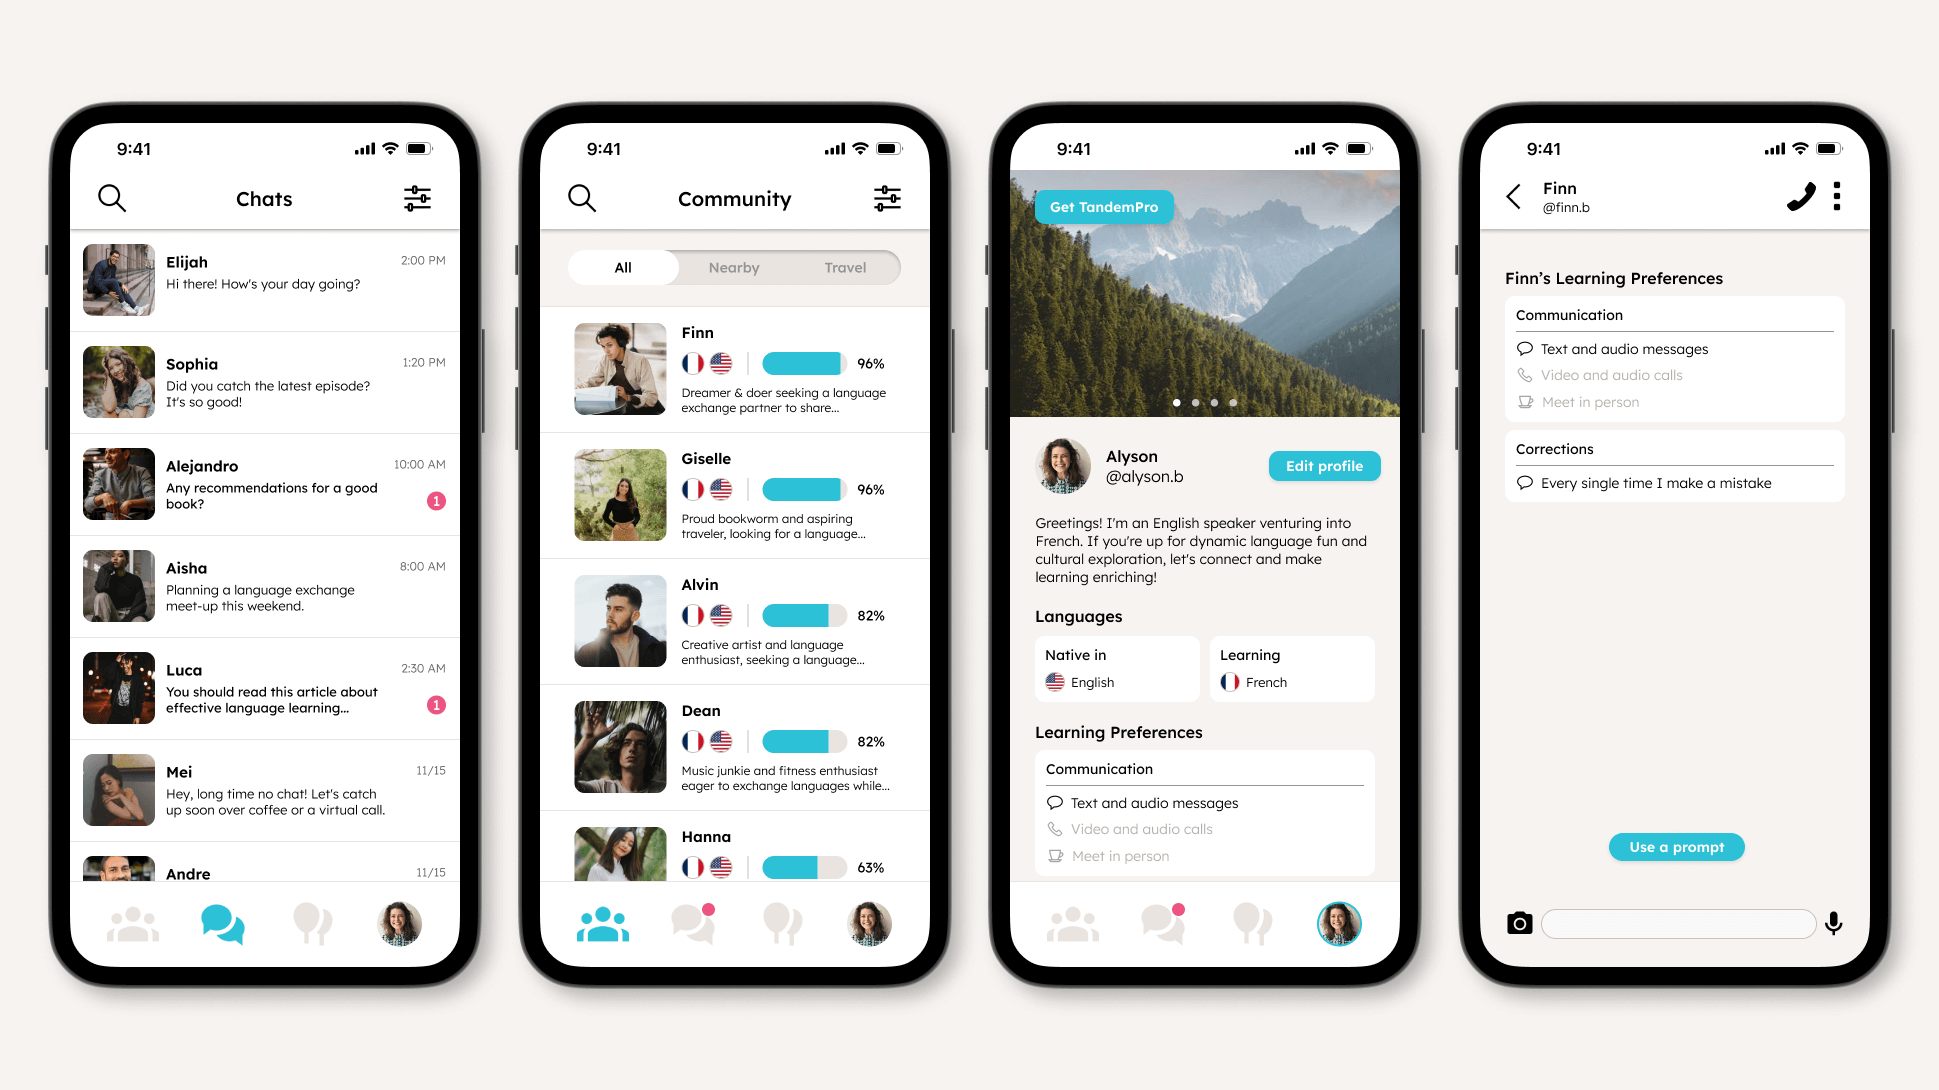 9:41
Chats
Elijah
2:00 PM
Hi there! How's your day going?
Sophia
1:20 PM
Did you catch the latest episode?
It's so good!
Alejandro
10:00 AM
Any recommendations for a good
book?
1
Aisha
8:00 AM
Planning a language exchange
meet-up this weekend.
Luca
2:30 AM
You should read this article about
effective language learning...
1
Mei
11/15
Hey, long time no chat! Let's catch
up soon over coffee or a virtual call.
Andre
11/15
9:41
Community
All
Nearby
Travel
Finn
96%
Dreamer & doer seeking a language
exchange partner to share...
Giselle
96%
Proud bookworm and aspiring
traveler, looking for a language...
Alvin
82%
Creative artist and language
enthusiast, seeking a language...
Dean
82%
Music junkie and fitness enthusiast
eager to exchange languages while...
Hanna
63%
9:41
Get TandemPro
Alyson
@alyson.b
Edit profile
Greetings! I'm an English speaker venturing into
French. If you're up for dynamic language fun and
cultural exploration, let's connect and make
learning enriching!
Languages
Native in
English
Learning
French
Learning Preferences
Communication
Text and audio messages
Video and audio calls
Meet in person
9:41
Finn
@finn.b
Finn’s Learning Preferences
Communication
Text and audio messages
Video and audio calls
Meet in person
Corrections
Every single time I make a mistake
Use a prompt